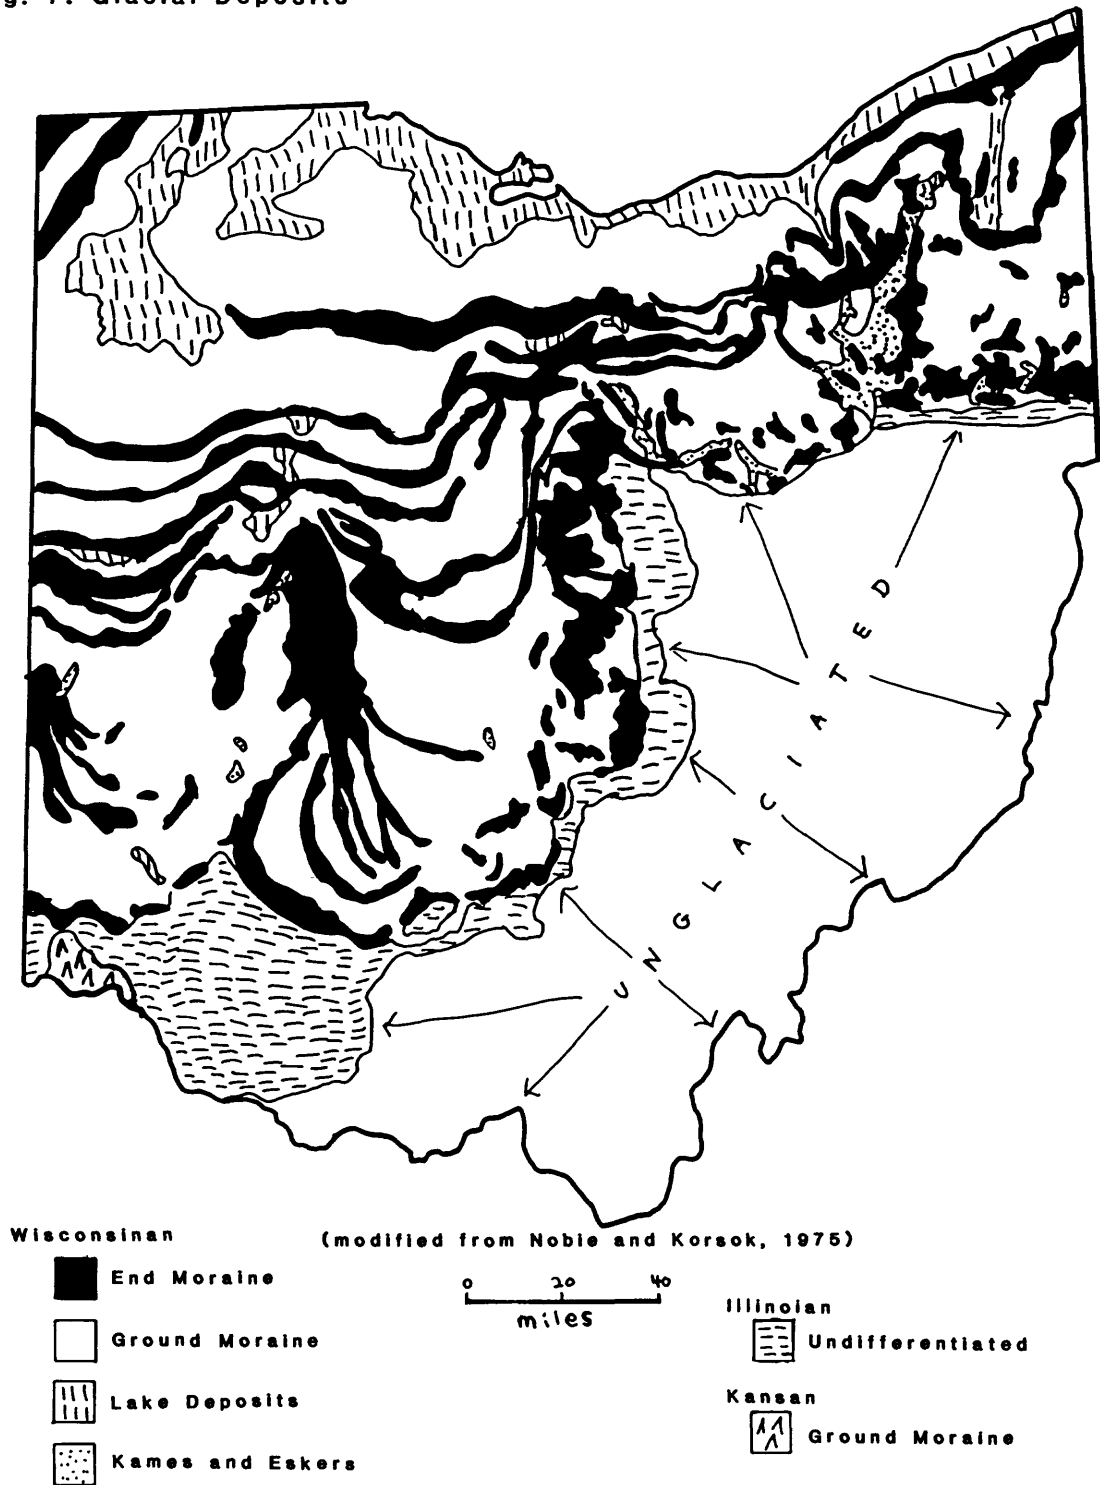 g. 7. Glacial Deposits
UNGLACIATED
Wisconsinan
(modified from Noble and Korsok, 1975)
End Moraine
0 20 40
miles
Ground Moraine
Lake Deposits
Kames and Eskers
Illinoian
Undifferentiated
Kansan
Ground Moraine